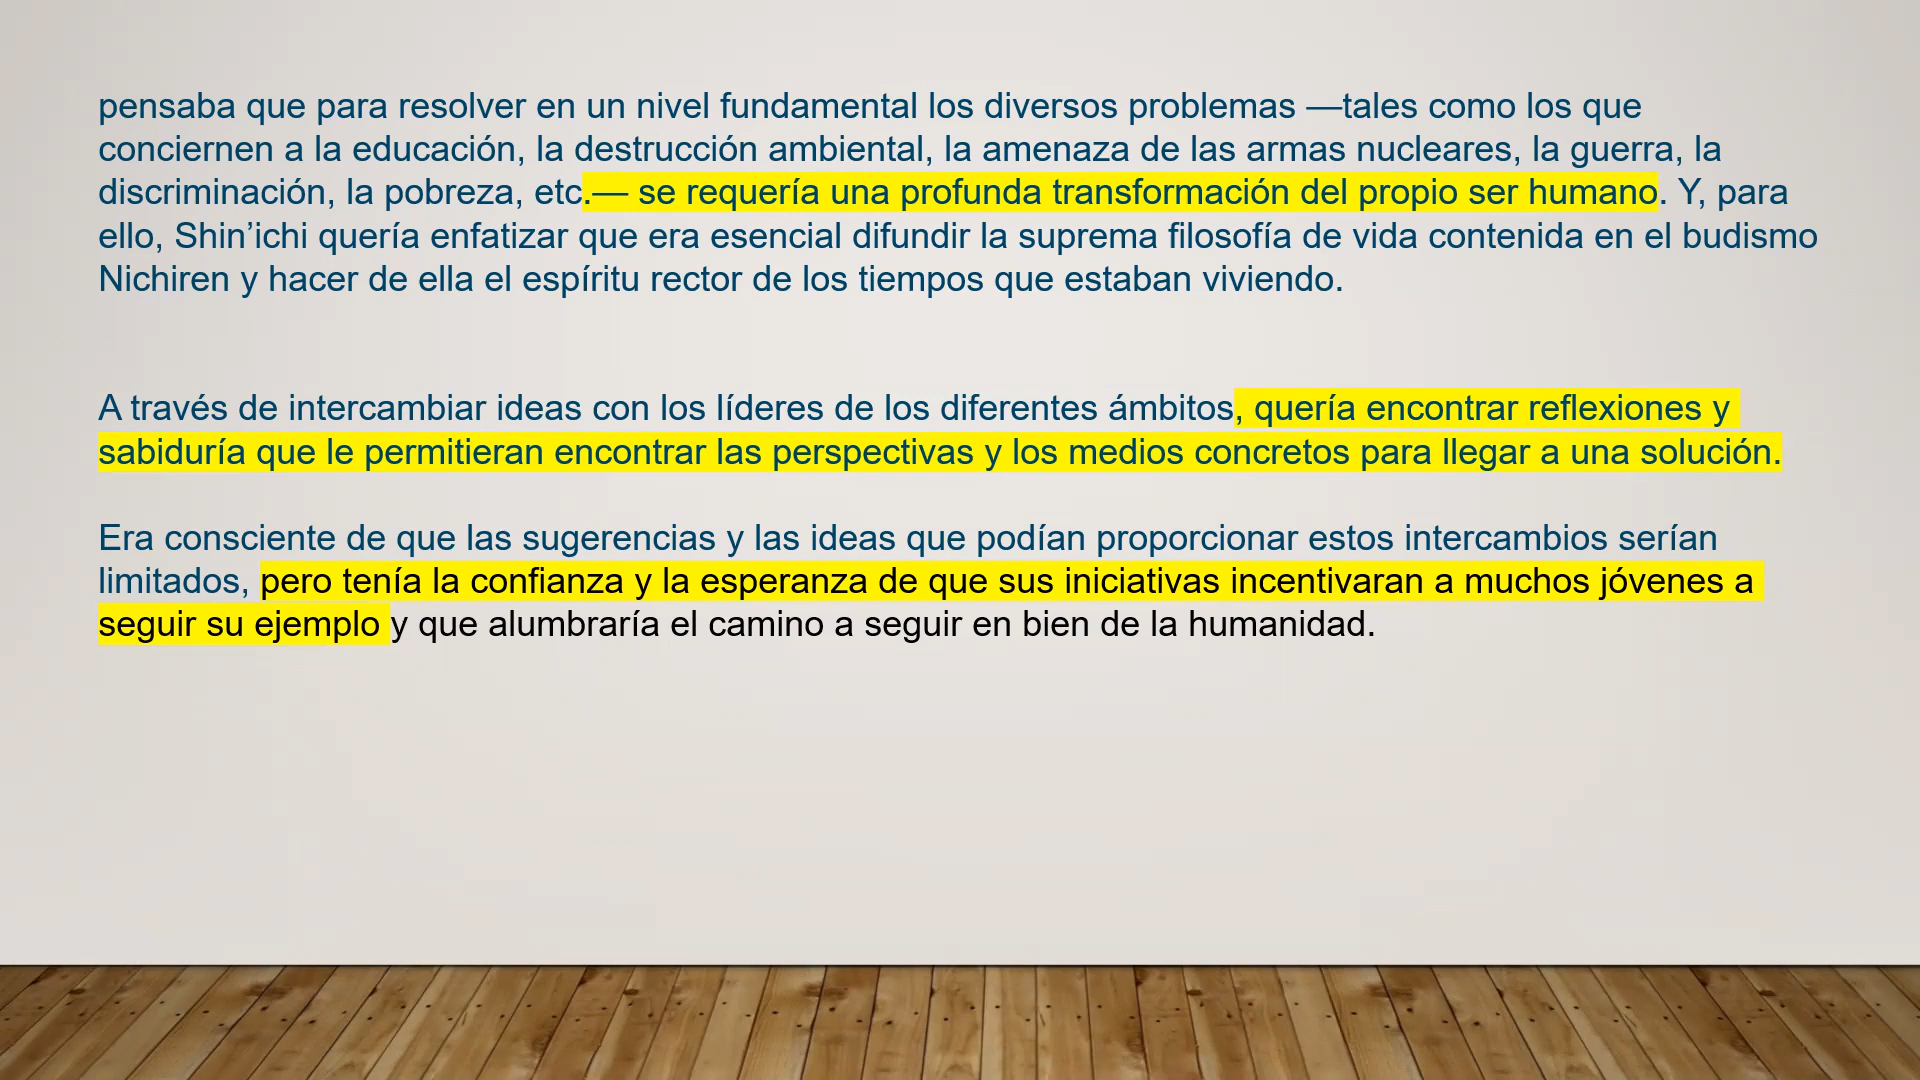 pensaba que para resolver en un nivel fundamental los diversos problemas —tales como los que
conciernen a la educación, la destrucción ambiental, la amenaza de las armas nucleares, la guerra, la
discriminación, la pobreza, etc.— se requería una profunda transformación del propio ser humano. Y, para
ello, Shin’ichi quería enfatizar que era esencial difundir la suprema filosofía de vida contenida en el budismo
Nichiren y hacer de ella el espíritu rector de los tiempos que estaban viviendo.
A través de intercambiar ideas con los líderes de los diferentes ámbitos, quería encontrar reflexiones y
sabiduría que le permitieran encontrar las perspectivas y los medios concretos para llegar a una solución.
Era consciente de que las sugerencias y las ideas que podían proporcionar estos intercambios serían
limitados, pero tenía la confianza y la esperanza de que sus iniciativas incentivaran a muchos jóvenes a
seguir su ejemplo y que alumbraría el camino a seguir en bien de la humanidad.